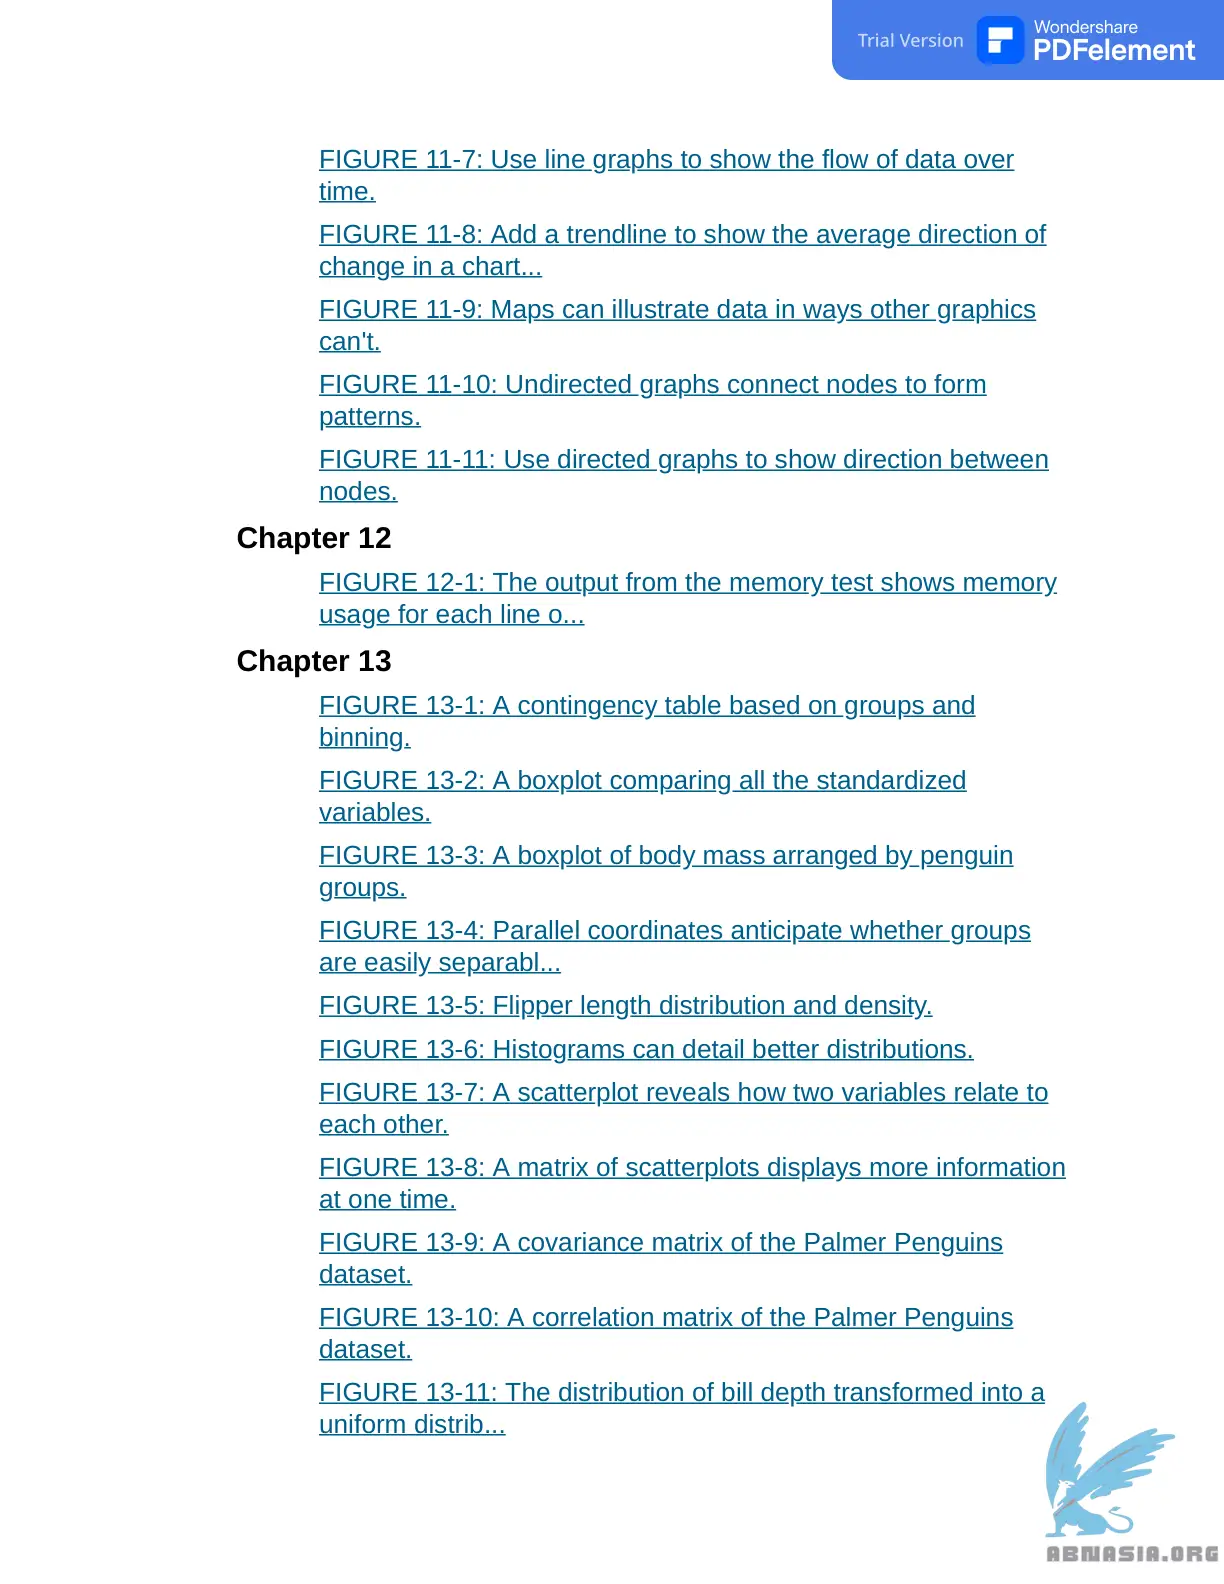 Trial Version
Wondershare
PDFelement
FIGURE 11-7: Use line graphs to show the flow of data over
time.
FIGURE 11-8: Add a trendline to show the average direction of
change in a chart...
FIGURE 11-9: Maps can illustrate data in ways other graphics
can't.
FIGURE 11-10: Undirected graphs connect nodes to form
patterns.
FIGURE 11-11: Use directed graphs to show direction between
nodes.
Chapter 12
FIGURE 12-1: The output from the memory test shows memory
usage for each line o...
Chapter 13
FIGURE 13-1: A contingency table based on groups and
binning.
FIGURE 13-2: A boxplot comparing all the standardized
variables.
FIGURE 13-3: A boxplot of body mass arranged by penguin
groups.
FIGURE 13-4: Parallel coordinates anticipate whether groups
are easily separabl...
FIGURE 13-5: Flipper length distribution and density.
FIGURE 13-6: Histograms can detail better distributions.
FIGURE 13-7: A scatterplot reveals how two variables relate to
each other.
FIGURE 13-8: A matrix of scatterplots displays more information
at one time.
FIGURE 13-9: A covariance matrix of the Palmer Penguins
dataset.
FIGURE 13-10: A correlation matrix of the Palmer Penguins
dataset.
FIGURE 13-11: The distribution of bill depth transformed into a
uniform distrib...
ABNASIA.ORG